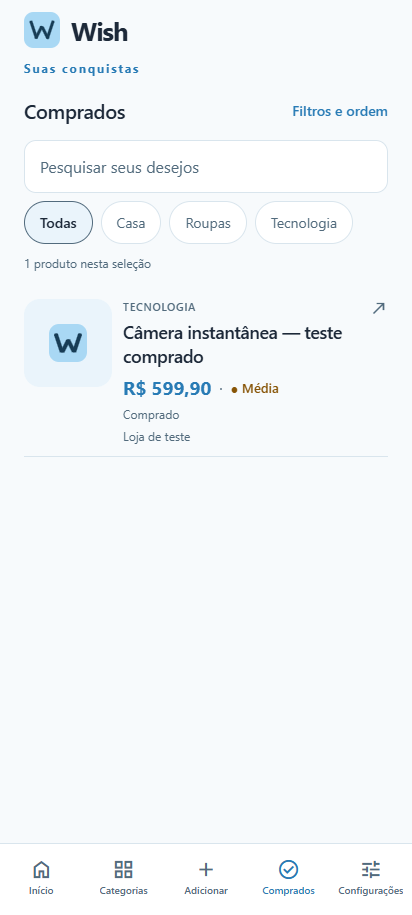 W Wish
Suas conquistas
Comprados
Filtros e ordem
Pesquisar seus desejos
Todas Casa Roupas Tecnologia
1 produto nesta seleção
TECNOLOGIA
W
Câmera instantânea — teste
comprado
R$ 599,90 · ● Média
Comprado
Loja de teste
Início Categorias Adicionar Comprados Configurações